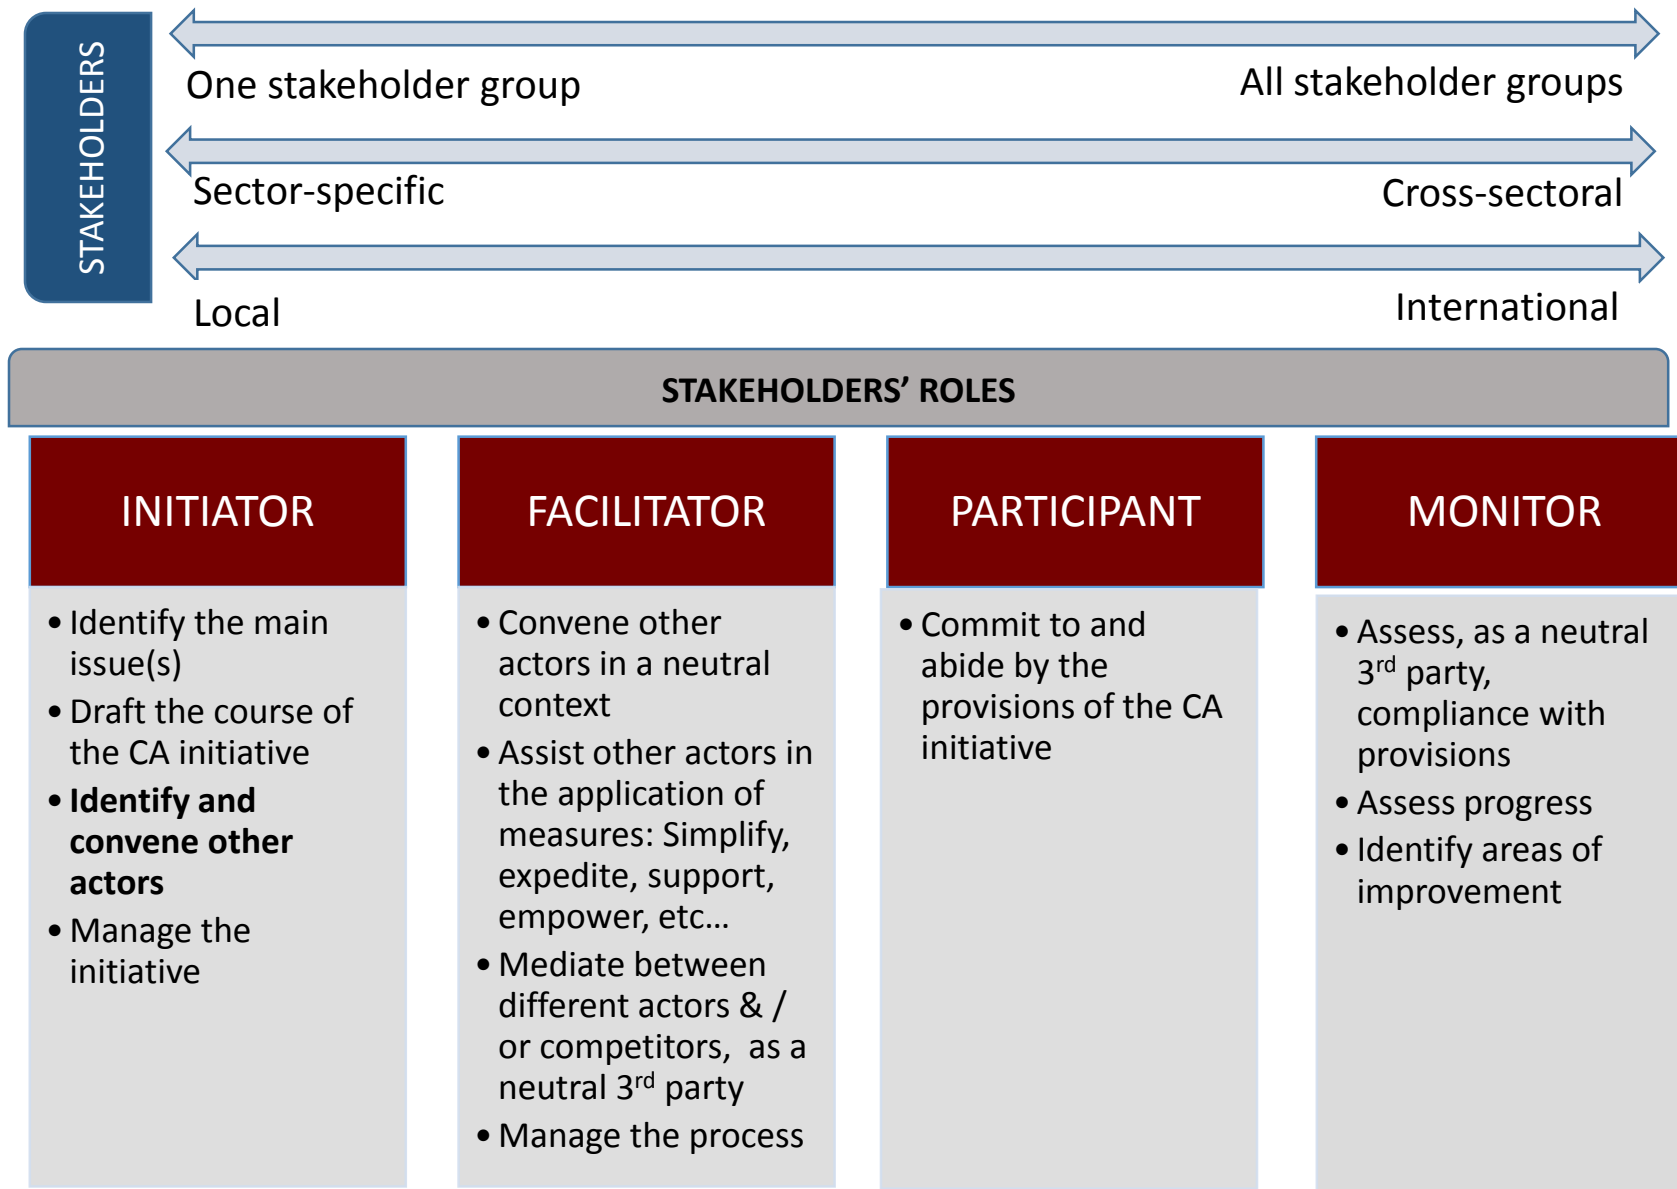 STAKEHOLDERS
One stakeholder group
All stakeholder groups
Sector-specific
Cross-sectoral
Local
International
STAKEHOLDERS’ ROLES
INITIATOR
• Identify the main
issue(s)
• Draft the course of
the CA initiative
• Identify and
convene other
actors
• Manage the
initiative
FACILITATOR
• Convene other
actors in a neutral
context
• Assist other actors in
the application of
measures: Simplify,
expedite, support,
empower, etc…
• Mediate between
different actors & /
or competitors, as a
neutral 3rd party
• Manage the process
PARTICIPANT
• Commit to and
abide by the
provisions of the CA
initiative
MONITOR
• Assess, as a neutral
3rd party,
compliance with
provisions
• Assess progress
• Identify areas of
improvement